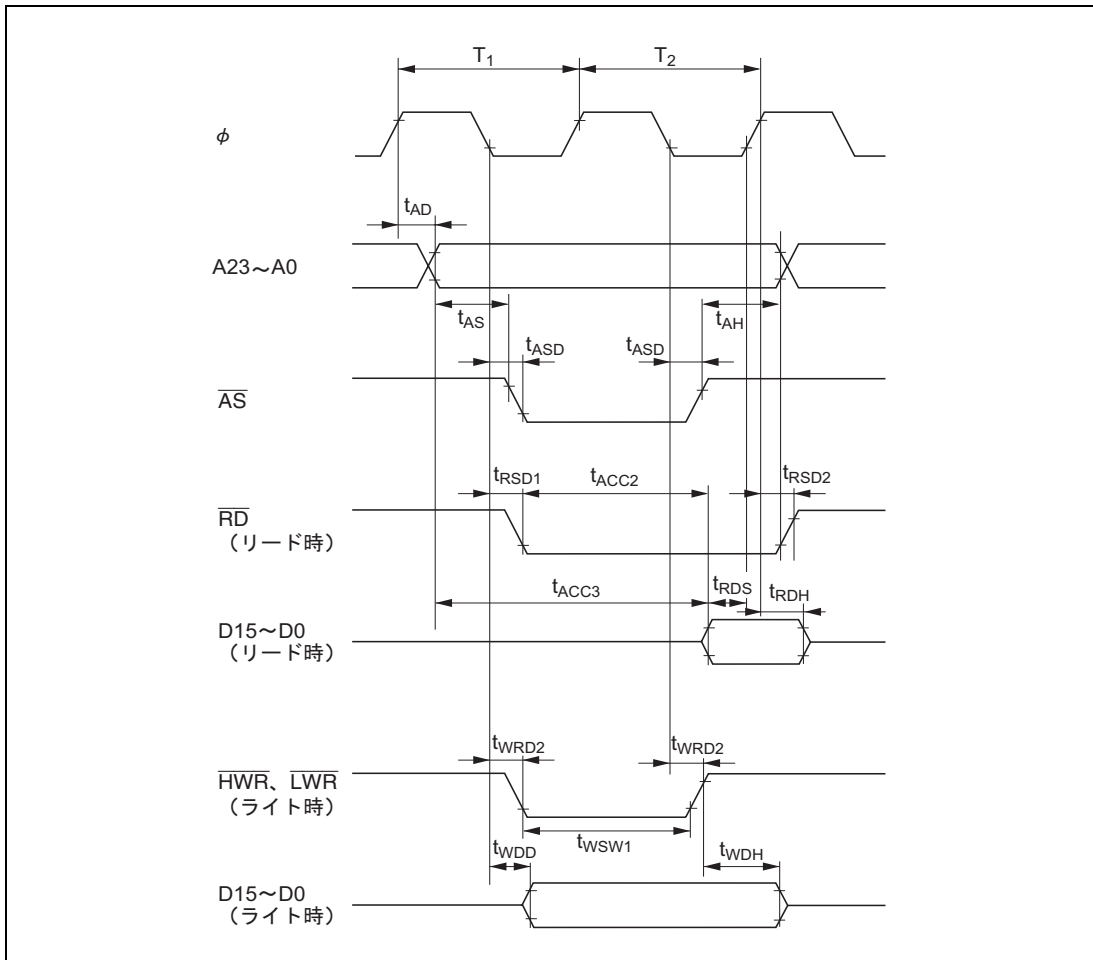 T1 T2
φ
tAD
A23～A0
tAS tAH
tASD tASD
AS
tRSD1 tACC2 tRSD2
RD
（リード時）
tACC3 tRDS tRDH
D15～D0
（リード時）
tWRD2 tWRD2
HWR、LWR
（ライト時）
tWSW1
tWDD tWDH
D15～D0
（ライト時）